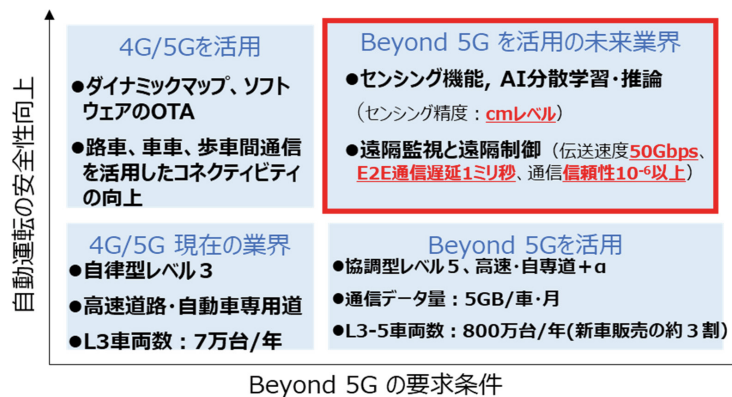 自動運転の安全性向上
4G/5Gを活用
●ダイナミックマップ、ソフト
ウェアのOTA
●路車、車車、歩車間通信
を活用したコネクティビティ
の向上
Beyond 5G を活用の未来業界
●センシング機能, AI分散学習・推論
（センシング精度：cmレベル）
●遠隔監視と遠隔制御（伝送速度50Gbps、
E2E通信遅延1ミリ秒、通信信頼性10⁻⁶以上）
4G/5G 現在の業界
●自律型レベル３
●高速道路・自動車専用道
●L3車両数：7万台/年
Beyond 5Gを活用
●協調型レベル５、高速・自専道＋α
●通信データ量：5GB/車・月
●L3-5車両数：800万台/年(新車販売の約３割)
Beyond 5G の要求条件